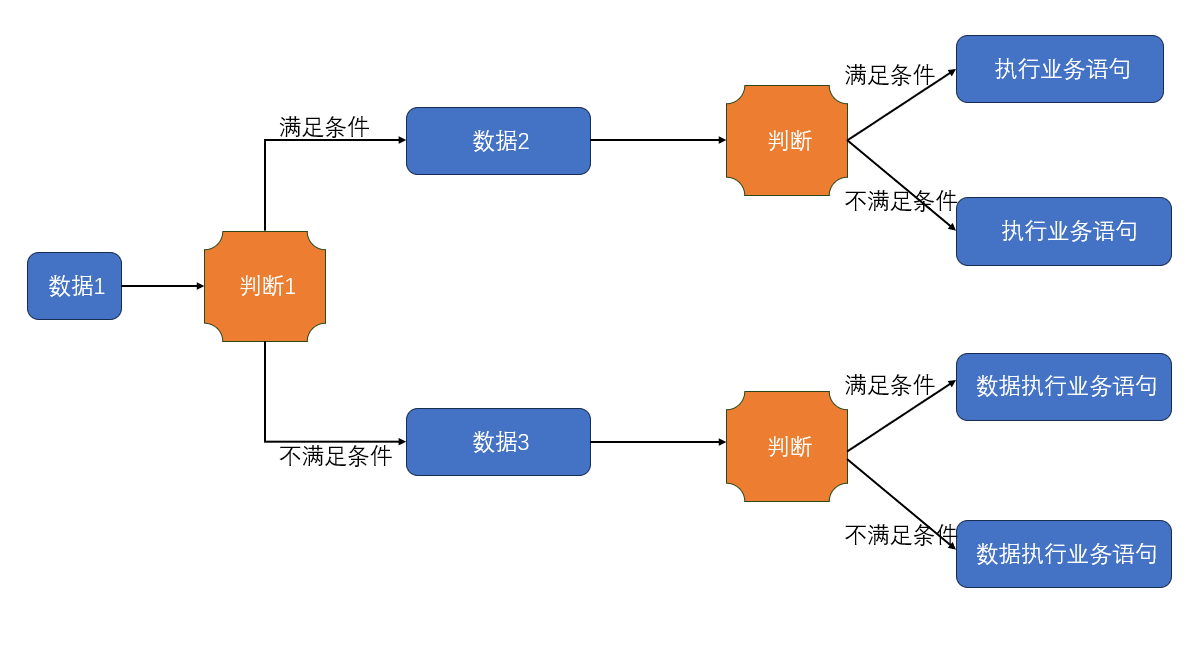 满足条件
执行业务语句
满足条件
数据2
判断
不满足条件
执行业务语句
数据1
判断1
满足条件
数据执行业务语句
不满足条件
数据3
判断
不满足条件
数据执行业务语句